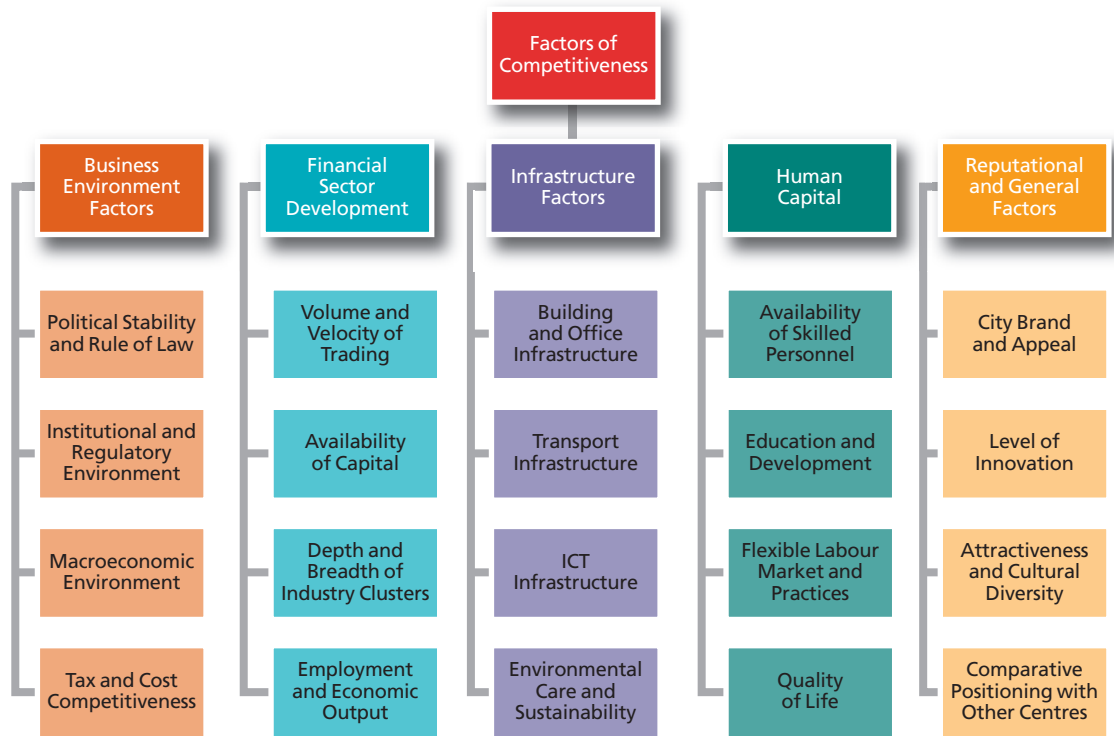 Factors of
Competitiveness
Business
Environment
Factors
Political Stability
and Rule of Law
Institutional and
Regulatory
Environment
Macroeconomic
Environment
Tax and Cost
Competitiveness
Financial
Sector
Development
Volume and
Velocity of
Trading
Availability
of Capital
Depth and
Breadth of
Industry Clusters
Employment
and Economic
Output
Infrastructure
Factors
Building
and Office
Infrastructure
Transport
Infrastructure
ICT
Infrastructure
Environmental
Care and
Sustainability
Human
Capital
Availability
of Skilled
Personnel
Education and
Development
Flexible Labour
Market and
Practices
Quality
of Life
Reputational
and General
Factors
City Brand
and Appeal
Level of
Innovation
Attractiveness
and Cultural
Diversity
Comparative
Positioning with
Other Centres